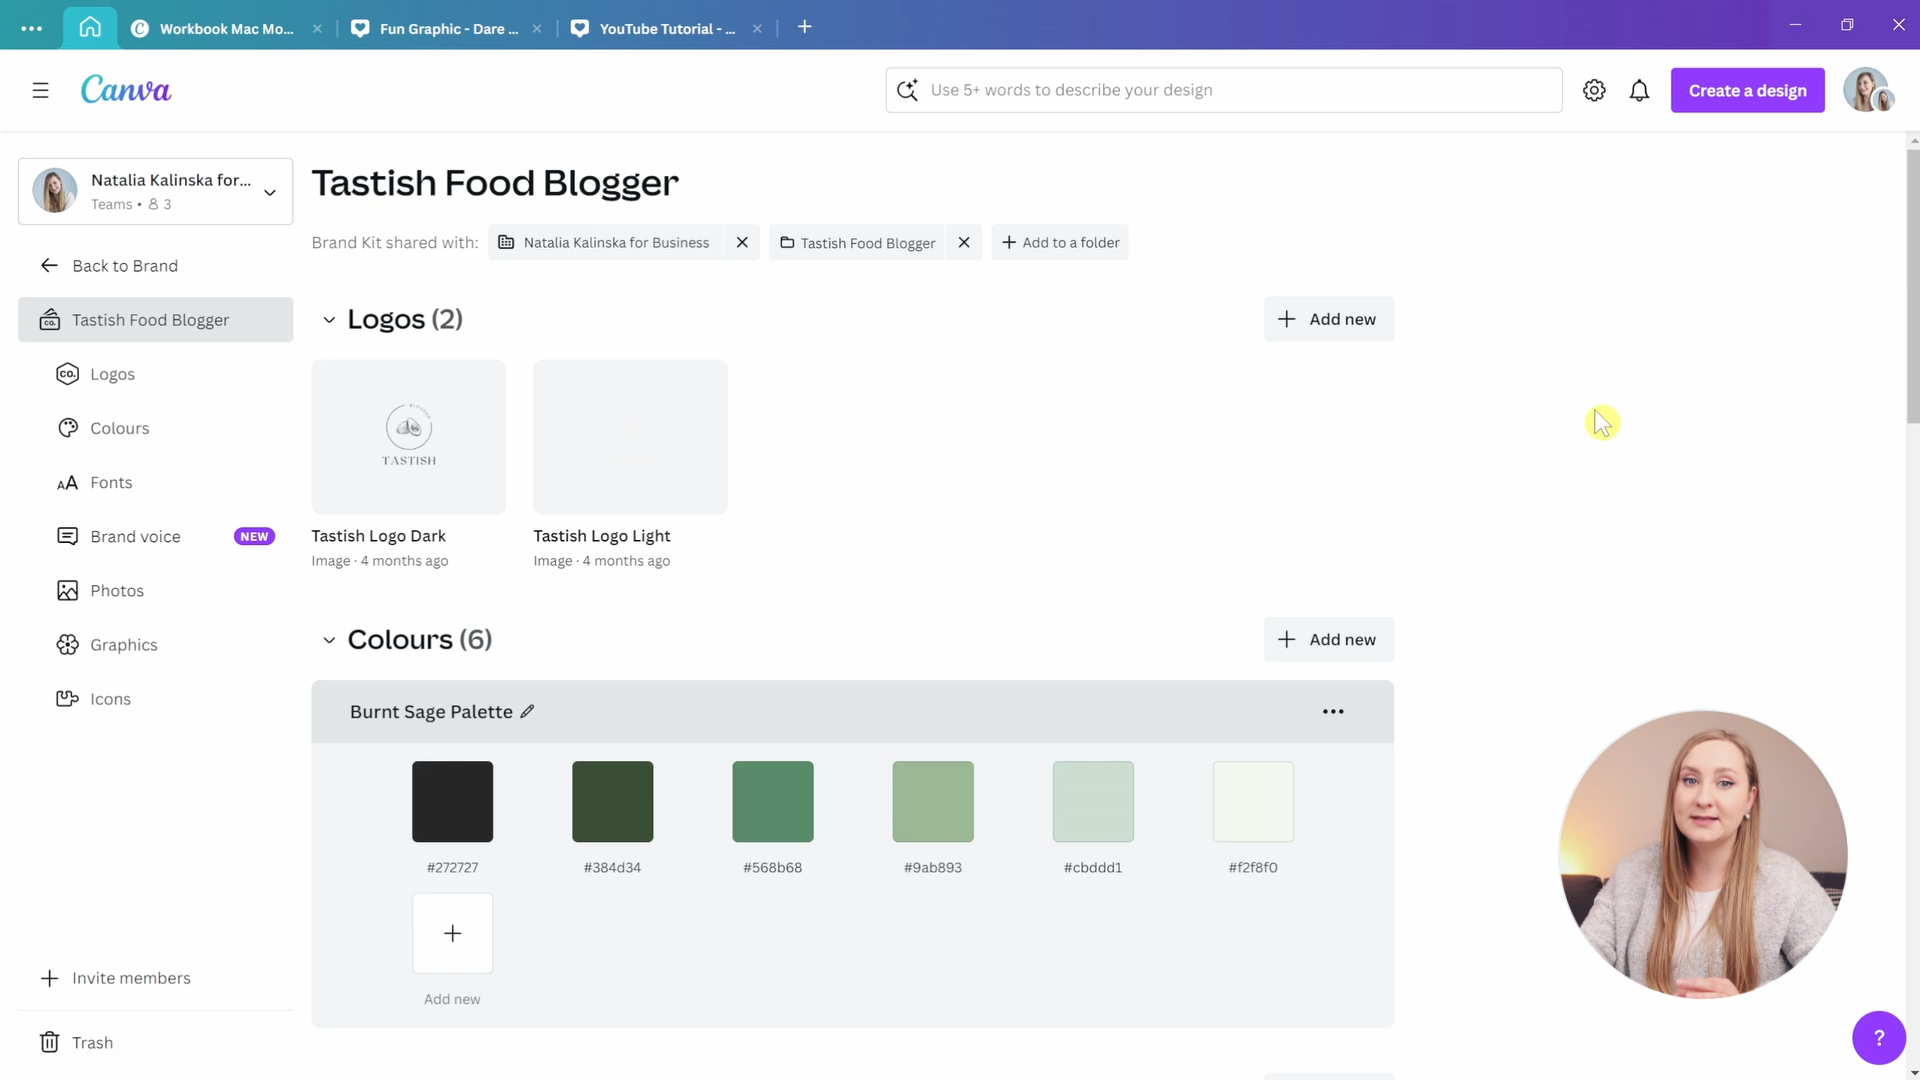 Workbook Mac Mo...
Fun Graphic - Dare ...
YouTube Tutorial - ...
Canva
Use 5+ words to describe your design
Create a design
Natalia Kalinska for...
Teams • 3
Back to Brand
Tastish Food Blogger
Logos
Colours
Fonts
Brand voice
NEW
Photos
Graphics
Icons
Invite members
Trash
Tastish Food Blogger
Brand Kit shared with:
Natalia Kalinska for Business
Tastish Food Blogger
Add to a folder
Logos (2)
Add new
BLOGGER
TASTISH
Tastish Logo Dark
Image · 4 months ago
Tastish Logo Light
Image · 4 months ago
Colours (6)
Add new
Burnt Sage Palette
#272727
#384d34
#568b68
#9ab893
#cbddd1
#f2f8f0
Add new
?